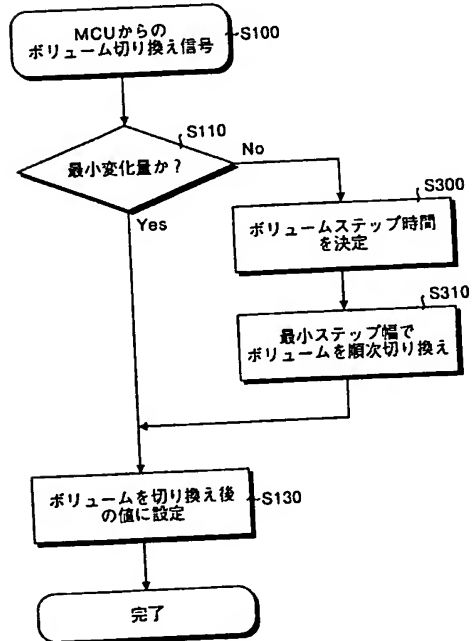 MCUからの
ボリューム切り換え信号
S100
S110
最小変化量か？
No
Yes
S300
ボリュームステップ時間
を決定
S310
最小ステップ幅で
ボリュームを順次切り換え
ボリュームを切り換え後
の値に設定
S130
完了